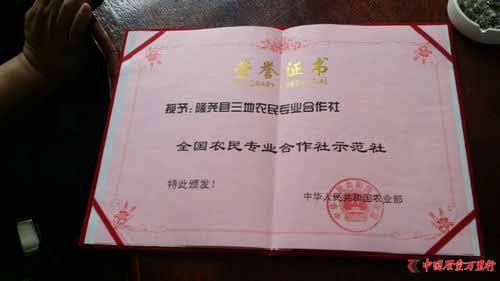 荣誉证书
授予：隆尧县三地农民专业合作社
全国农民专业合作社示范社
特此颁发！
中华人民共和国农业部
中国质量万里行